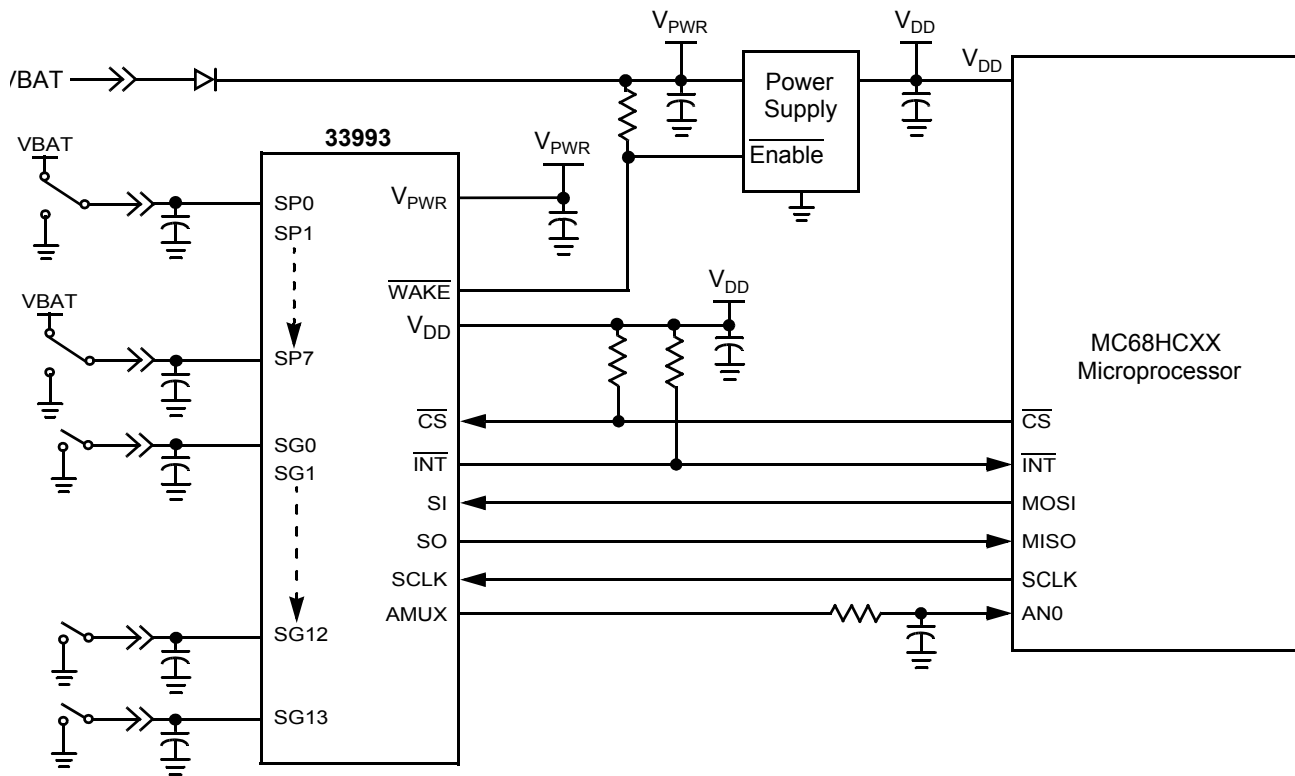 VPWR
VDD
VBAT
VDD
Power
Supply
Enable
33993
VBAT
VPWR
VPWR
SP0
SP1
WAKE
VDD
VDD
VBAT
SP7
MC68HCXX
Microprocessor
CS
CS
SG0
SG1
INT
INT
SI
MOSI
SO
MISO
SCLK
SCLK
AMUX
AN0
SG12
SG13